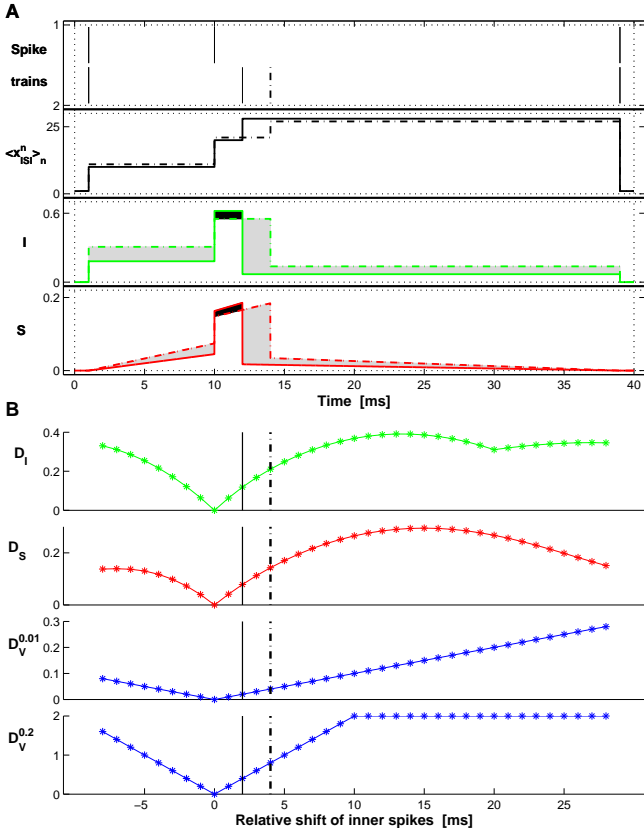 A
1
Spike
trains
2
25
<x^n_ISI>_n
0
0.6
I
0
0.2
S
0
0 5 10 15 20 25 30 35 40
Time [ms]
B
0.4
D_I
0.2
0
D_S
0.2
0
0.3
D_V^0.01
0.2
0.1
0
2
D_V^0.2
1
0
−5 0 5 10 15 20 25
Relative shift of inner spikes [ms]